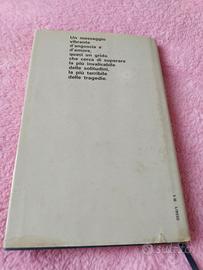 Un messaggio
vibrante
d'angoscia e
d'amore,
quasi un grido
che cerca di superare
la più invalicabile
delle solitudini,
la più terribile
delle tragedie.